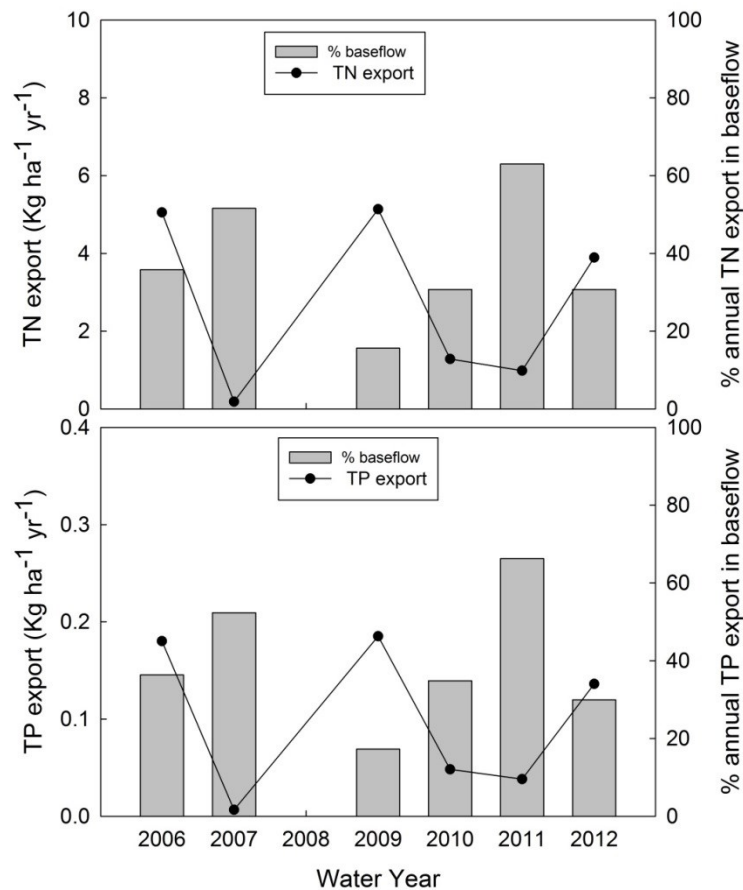 10
8
6
4
2
0
TN export (Kg ha⁻¹ yr⁻¹)
% baseflow
TN export
100
80
60
40
20
0
% annual TN export in baseflow
0.4
0.3
0.2
0.1
0.0
TP export (Kg ha⁻¹ yr⁻¹)
% baseflow
TP export
100
80
60
40
20
0
% annual TP export in baseflow
2006 2007 2008 2009 2010 2011 2012
Water Year